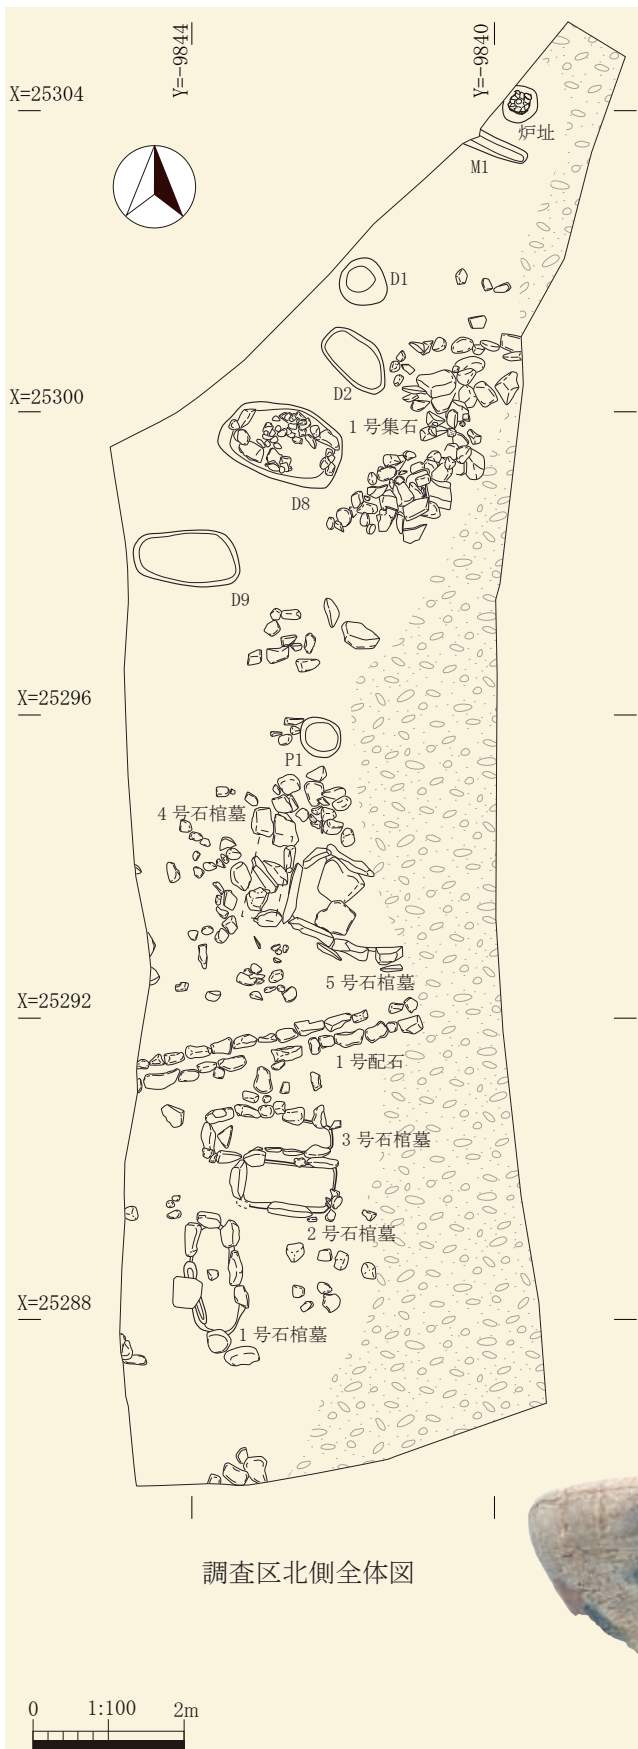 Y=-9844
Y=-9840
X=25304
炉址
M1
D1
D2
X=25300
1号集石
D8
D9
X=25296
P1
4号石棺墓
5号石棺墓
X=25292
1号配石
3号石棺墓
2号石棺墓
X=25288
1号石棺墓
調査区北側全体図
0 1:100 2m